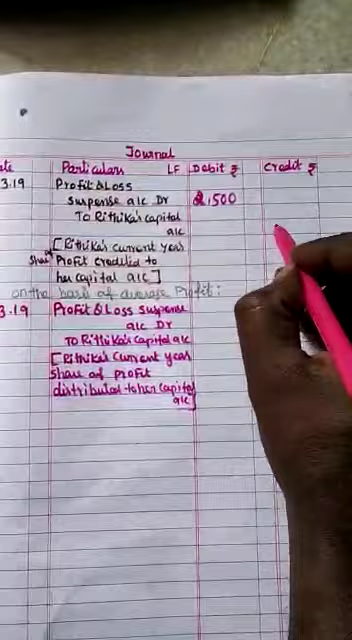 Journal
ate Particulars LF Debit ₹ Credit ₹
3.19 Profit & Loss
Suspense a/c Dr 2,500
To Rithika's capital
a/c
[Rithika's current year
share of Profit credited to
her capital a/c]
on the basis of average Profit:
3.19 Profit & Loss Suspense
a/c Dr
To Rithika's capital a/c
[Rithika's current year
share of profit
distributed to her capital
a/c]